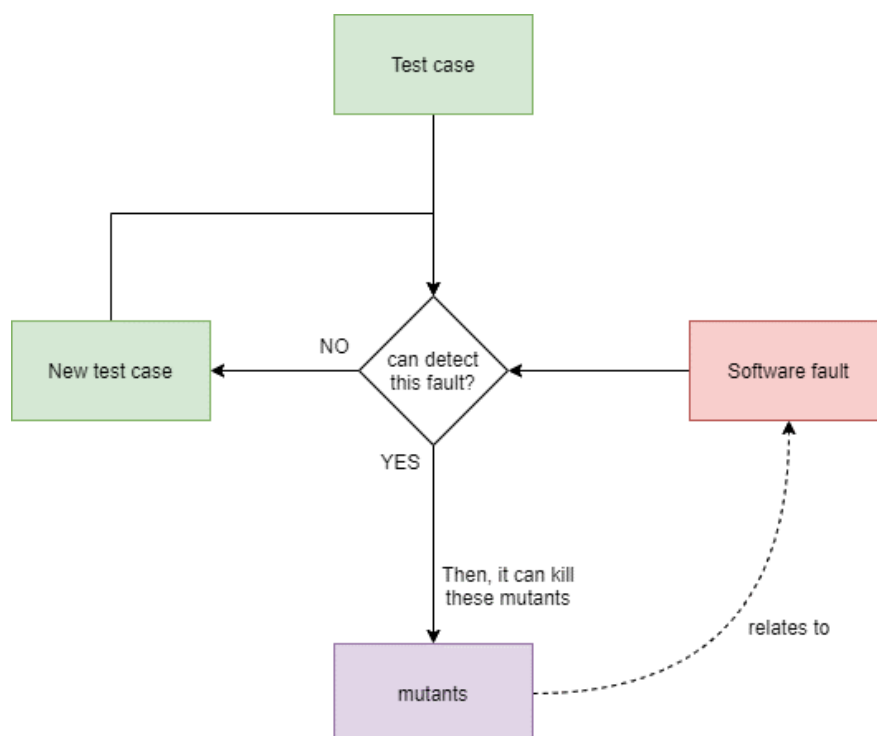 Test case
NO
can detect
this fault?
New test case
Software fault
YES
Then, it can kill
these mutants
relates to
mutants